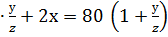 · y/z + 2x = 80 (1 + y/z)